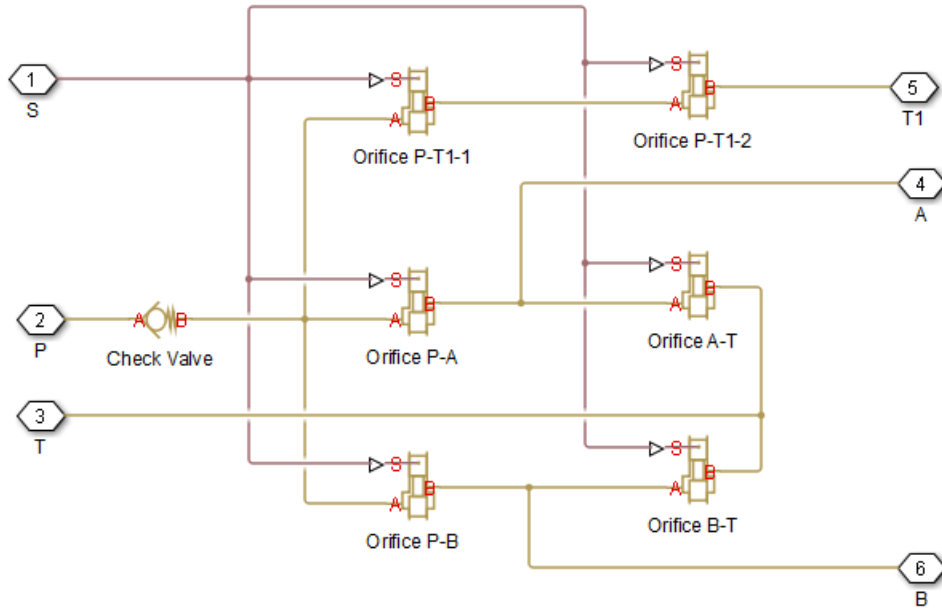 1
S
S
S
B
A
A
Orifice P-T1-1
Orifice P-T1-2
5
T1
4
A
S
S
B
B
A
A
Orifice P-A
Orifice A-T
2
P
A
B
Check Valve
3
T
S
S
B
B
A
A
Orifice P-B
Orifice B-T
6
B
B